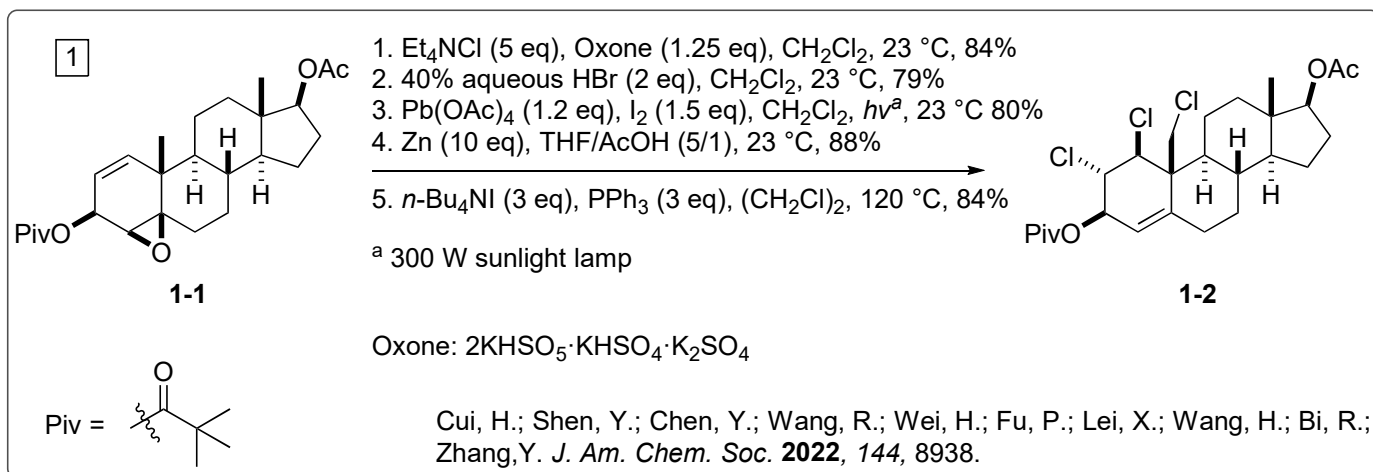 1
1. Et₄NCl (5 eq), Oxone (1.25 eq), CH₂Cl₂, 23 °C, 84%
2. 40% aqueous HBr (2 eq), CH₂Cl₂, 23 °C, 79%
3. Pb(OAc)₄ (1.2 eq), I₂ (1.5 eq), CH₂Cl₂, hνᵃ, 23 °C 80%
4. Zn (10 eq), THF/AcOH (5/1), 23 °C, 88%
5. n-Bu₄NI (3 eq), PPh₃ (3 eq), (CH₂Cl)₂, 120 °C, 84%
ᵃ 300 W sunlight lamp
OAc
H
H
H
PivO
O
1-1
OAc
Cl
Cl
Cl
H
H
H
PivO
1-2
Oxone: 2KHSO₅·KHSO₄·K₂SO₄
Piv =
O
Cui, H.; Shen, Y.; Chen, Y.; Wang, R.; Wei, H.; Fu, P.; Lei, X.; Wang, H.; Bi, R.;
Zhang,Y. J. Am. Chem. Soc. 2022, 144, 8938.